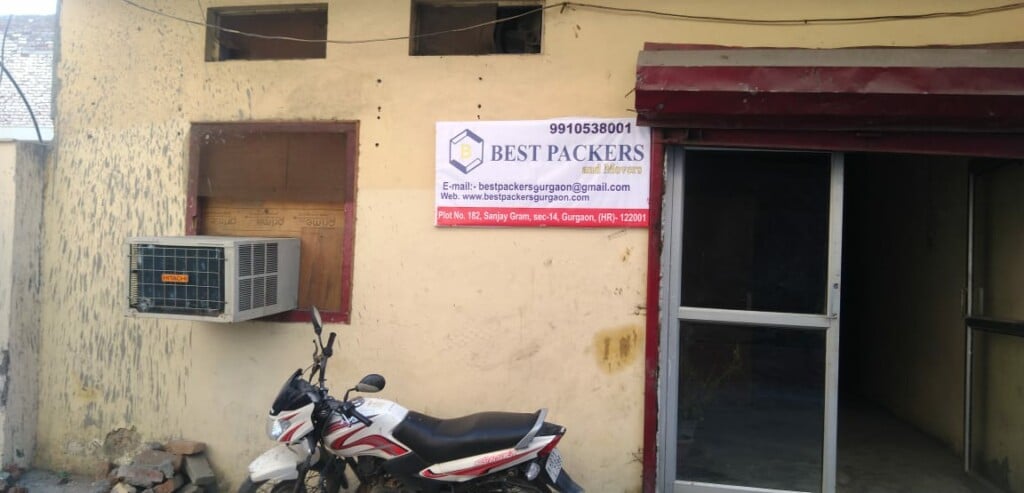 9910538001
B
BEST PACKERS
and Movers
E-mail:- bestpackersgurgaon@gmail.com
Web. www.bestpackersgurgaon.com
Plot No. 182, Sanjay Gram, sec-14, Gurgaon, (HR)- 122001
HITACHI